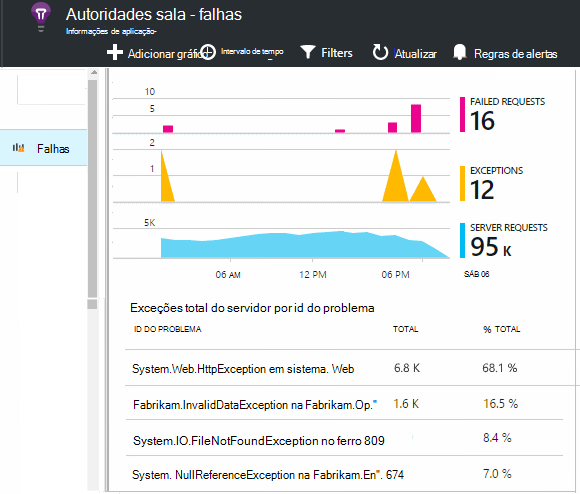 Autoridades sala - falhas
Informações de aplicação-
Adicionar gráfico
Intervalo de tempo
Filters
Atualizar
Regras de alertas
Falhas
10
5
2
1
5K
06 AM
12 PM
06 PM
SÁB 06
FAILED REQUESTS
16
EXCEPTIONS
12
SERVER REQUESTS
95 K
Exceções total do servidor por id do problema
ID DO PROBLEMA TOTAL % TOTAL
System.Web.HttpException em sistema. Web 6.8 K 68.1 %
Fabrikam.InvalidDataException na Fabrikam.Op." 1.6 K 16.5 %
System.IO.FileNotFoundException no ferro 809 8.4 %
System. NullReferenceException na Fabrikam.En". 674 7.0 %